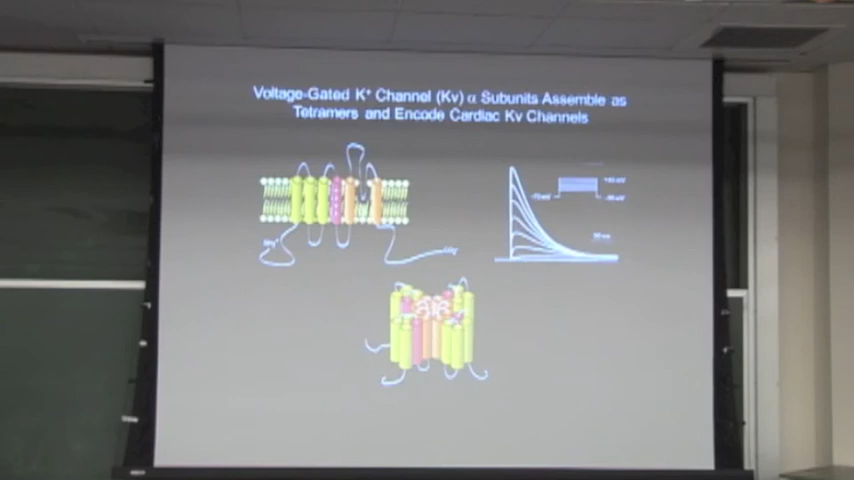 Voltage-Gated K⁺ Channel (Kv) α Subunits Assemble as
Tetramers and Encode Cardiac Kv Channels